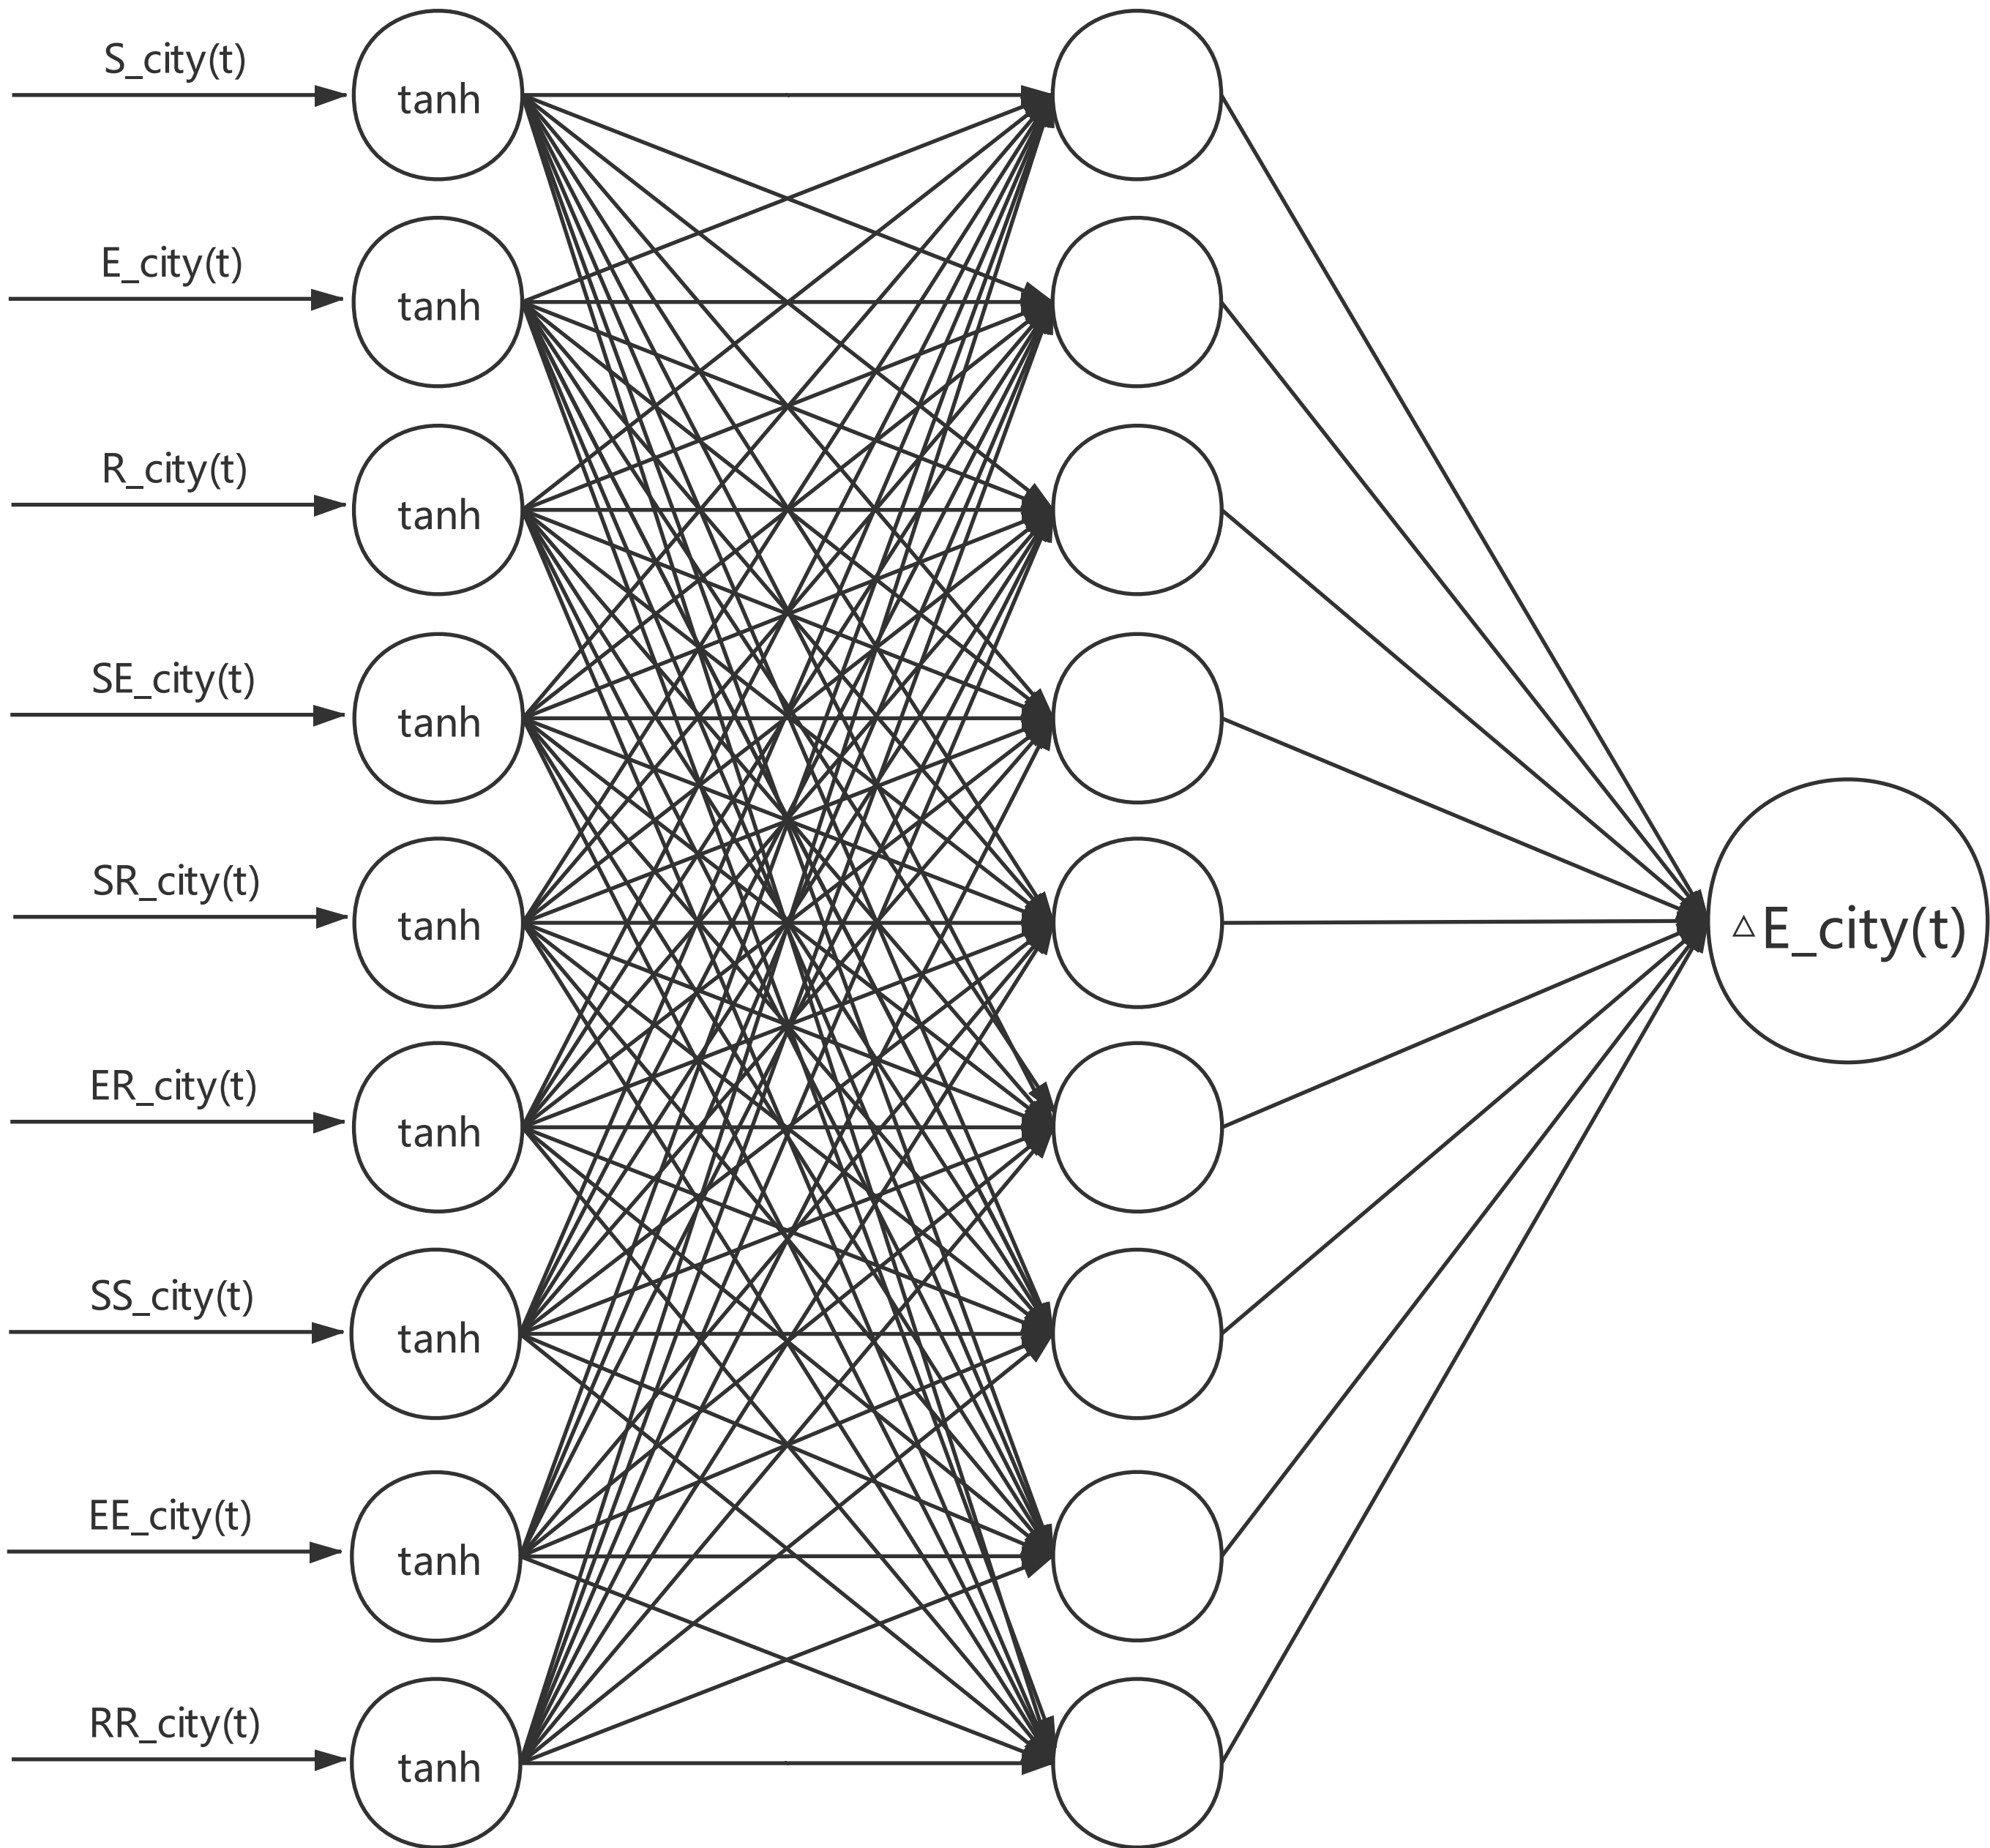 S_city(t)
tanh
E_city(t)
tanh
R_city(t)
tanh
SE_city(t)
tanh
SR_city(t)
tanh
△E_city(t)
ER_city(t)
tanh
SS_city(t)
tanh
EE_city(t)
tanh
RR_city(t)
tanh